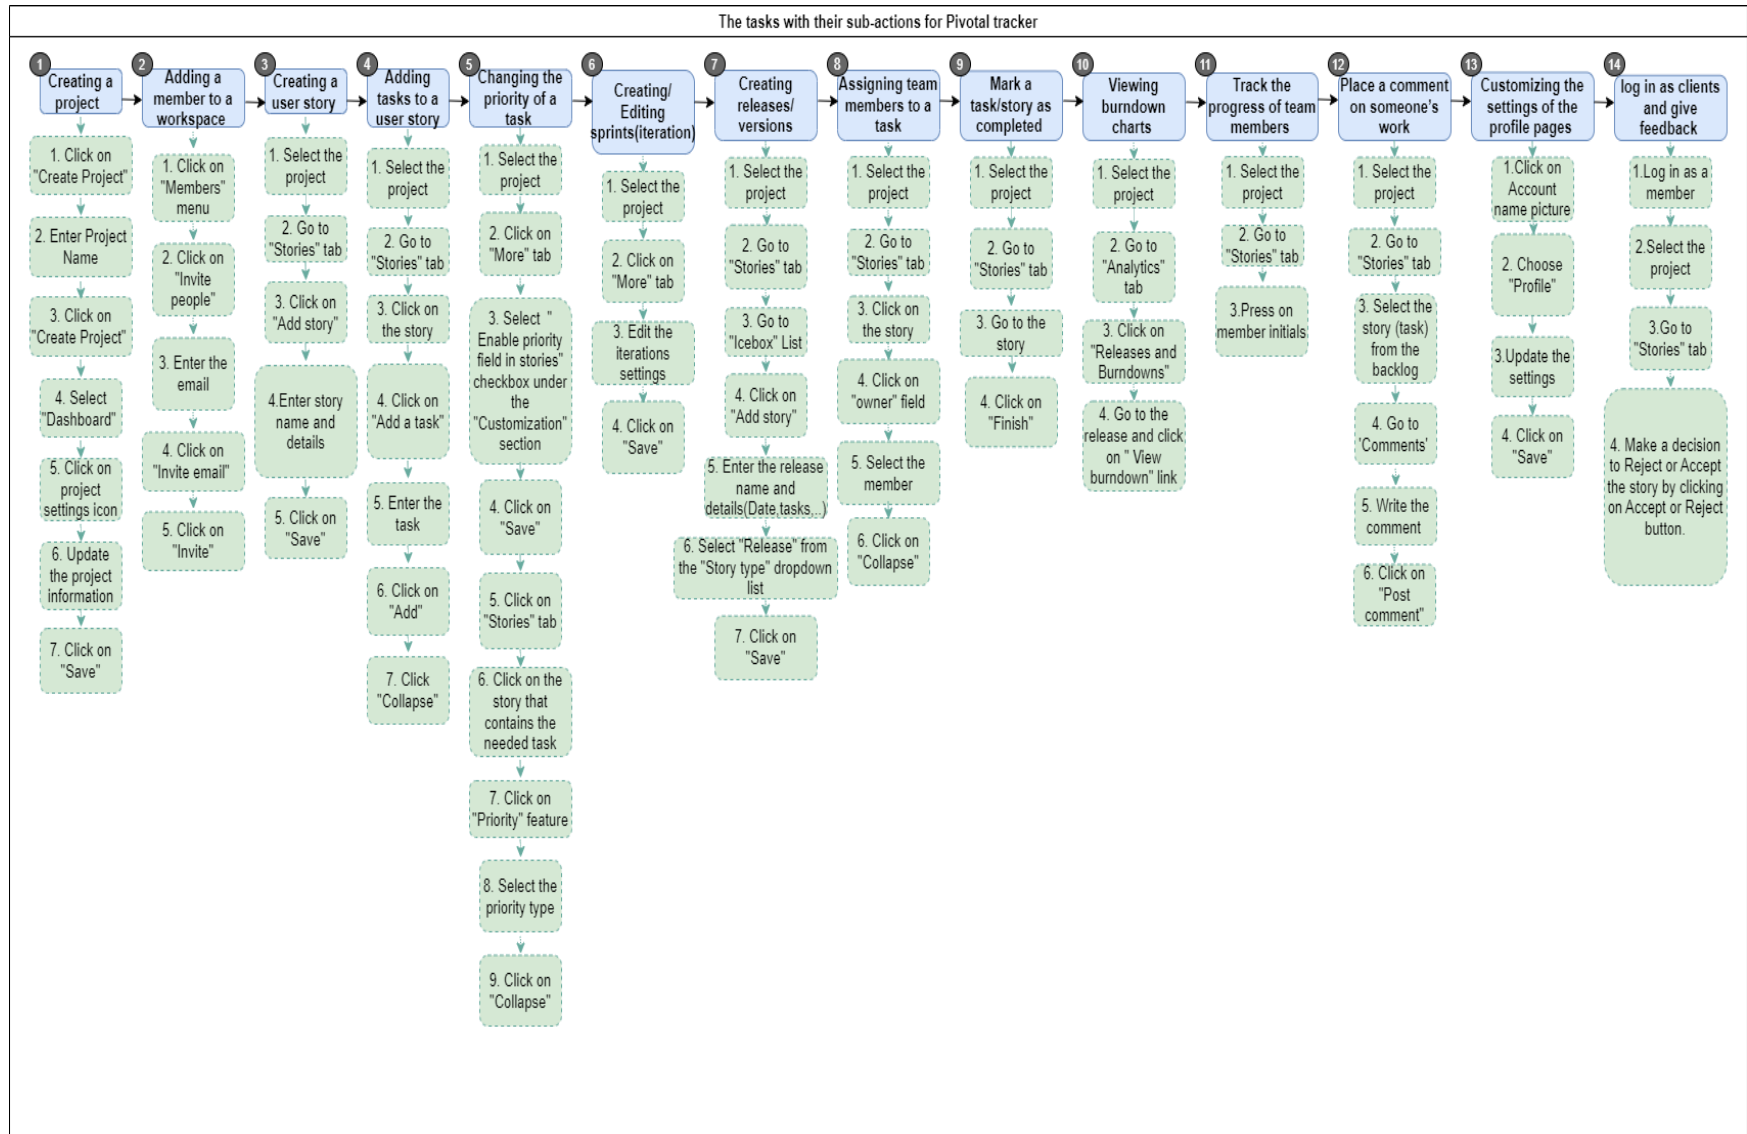 The tasks with their sub-actions for Pivotal tracker
1
Creating a
project
1. Click on
"Create Project"
2. Enter Project
Name
3. Click on
"Create Project"
4. Select
"Dashboard"
5. Click on
project
settings icon
6. Update
the project
information
7. Click on
"Save"
2
Adding a
member to a
workspace
1. Click on
"Members"
menu
2. Click on
"Invite
people"
3. Enter the
email
4. Click on
"Invite email"
5. Click on
"Invite"
3
Creating a
user story
1. Select the
project
2. Go to
"Stories" tab
3. Click on
"Add story"
4.Enter story
name and
details
5. Click on
"Save"
4
Adding
tasks to a
user story
1. Select the
project
2. Go to
"Stories" tab
3. Click on
the story
4. Click on
"Add a task"
5. Enter the
task
6. Click on
"Add"
7. Click
"Collapse"
5
Changing the
priority of a
task
1. Select the
project
2. Click on
"More" tab
3. Select "
Enable priority
field in stories"
checkbox under
the
"Customization"
section
4. Click on
"Save"
5. Click on
"Stories" tab
6. Click on the
story that
contains the
needed task
7. Click on
"Priority" feature
8. Select the
priority type
9. Click on
"Collapse"
6
Creating/
Editing
sprints(iteration)
1. Select the
project
2. Click on
"More" tab
3. Edit the
iterations
settings
4. Click on
"Save"
7
Creating
releases/
versions
1. Select the
project
2. Go to
"Stories" tab
3. Go to
"Icebox" List
4. Click on
"Add story"
5. Enter the release
name and
details(Date,tasks,..)
6. Select "Release" from
the "Story type" dropdown
list
7. Click on
"Save"
8
Assigning team
members to a
task
1. Select the
project
2. Go to
"Stories" tab
3. Click on
the story
4. Click on
"owner" field
5. Select the
member
6. Click on
"Collapse"
9
Mark a
task/story as
completed
1. Select the
project
2. Go to
"Stories" tab
3. Go to the
story
4. Click on
"Finish"
10
Viewing
burndown
charts
1. Select the
project
2. Go to
"Analytics"
tab
3. Click on
"Releases and
Burndowns"
4. Go to the
release and click
on " View
burndown" link
11
Track the
progress of team
members
1. Select the
project
2. Go to
"Stories" tab
3.Press on
member initials
12
Place a comment
on someone's
work
1. Select the
project
2. Go to
"Stories" tab
3. Select the
story (task)
from the
backlog
4. Go to
'Comments'
5. Write the
comment
6. Click on
"Post
comment"
13
Customizing the
settings of the
profile pages
1.Click on
Account
name picture
2. Choose
"Profile"
3.Update the
settings
4. Click on
"Save"
14
log in as clients
and give
feedback
1.Log in as a
member
2.Select the
project
3.Go to
"Stories" tab
4. Make a decision
to Reject or Accept
the story by clicking
on Accept or Reject
button.